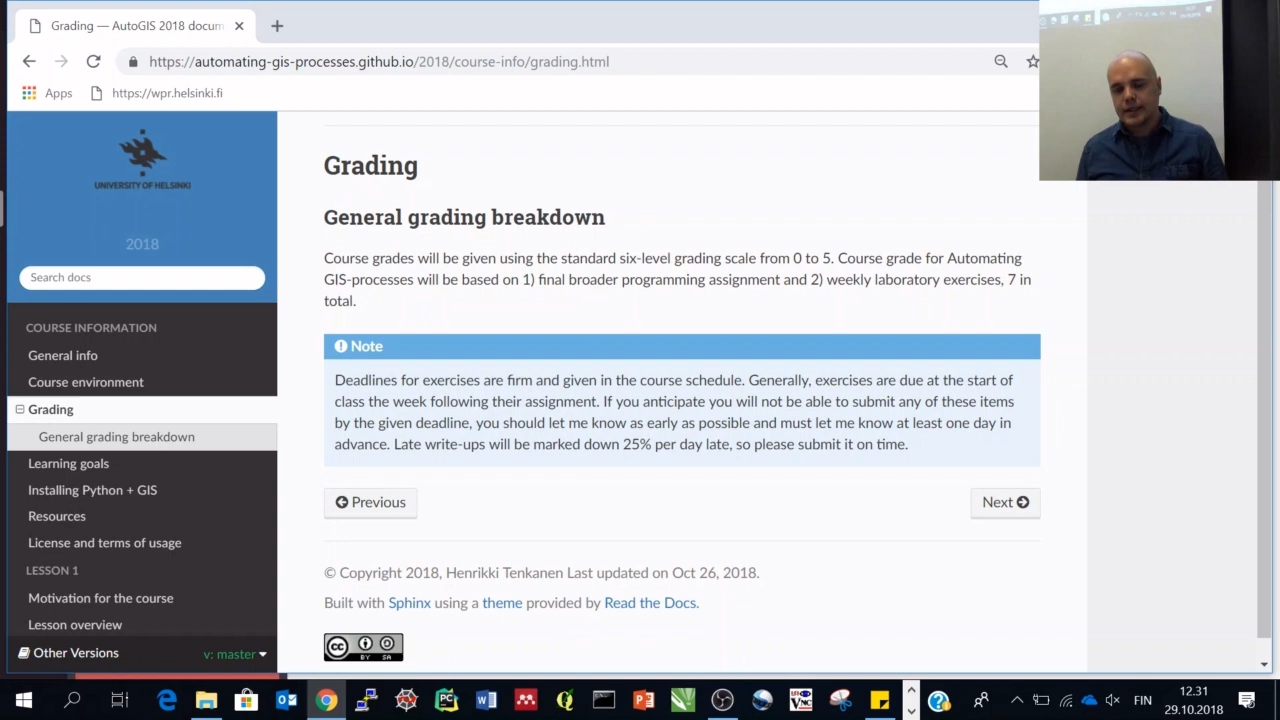 Grading — AutoGIS 2018 docum
https://automating-gis-processes.github.io/2018/course-info/grading.html
Apps
https://wpr.helsinki.fi
UNIVERSITY OF HELSINKI
2018
Search docs
COURSE INFORMATION
General info
Course environment
Grading
General grading breakdown
Learning goals
Installing Python + GIS
Resources
License and terms of usage
LESSON 1
Motivation for the course
Lesson overview
Other Versions
v: master
Grading
General grading breakdown
Course grades will be given using the standard six-level grading scale from 0 to 5. Course grade for Automating
GIS-processes will be based on 1) final broader programming assignment and 2) weekly laboratory exercises, 7 in
total.
Note
Deadlines for exercises are firm and given in the course schedule. Generally, exercises are due at the start of
class the week following their assignment. If you anticipate you will not be able to submit any of these items
by the given deadline, you should let me know as early as possible and must let me know at least one day in
advance. Late write-ups will be marked down 25% per day late, so please submit it on time.
Previous
Next
© Copyright 2018, Henrikki Tenkanen Last updated on Oct 26, 2018.
Built with Sphinx using a theme provided by Read the Docs.
CC
BY SA
FIN
12.31
29.10.2018